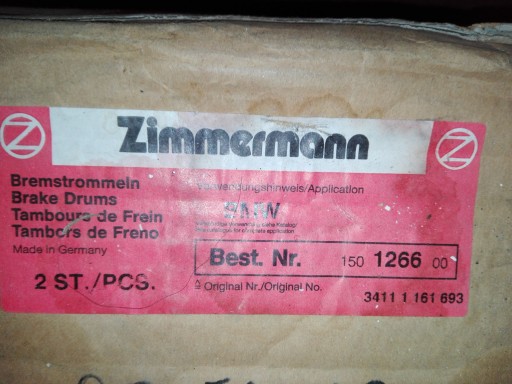 Zimmermann
Bremstrommeln
Brake Drums
Tambours de Frein
Tambors de Freno
Made in Germany
2 ST./PCS.
Verwendungshinweis/Application
BMW
Best. Nr. 150 1266 00
Original Nr./Original No.
3411 1 161 693